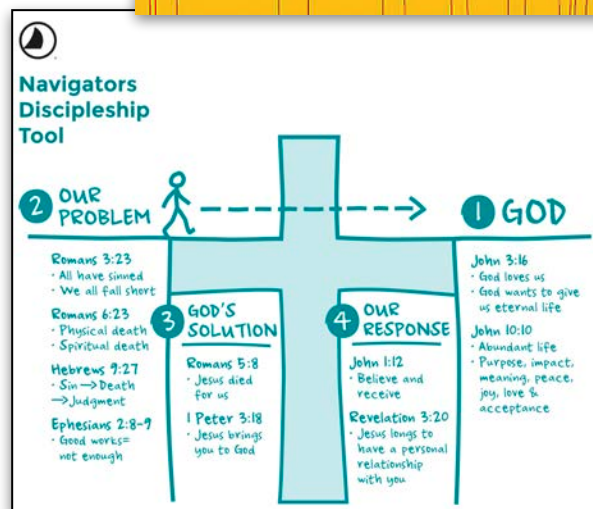 Navigators
Discipleship
Tool
2 OUR
PROBLEM
1 GOD
Romans 3:23
· All have sinned
· We all fall short
Romans 6:23
· Physical death
· Spiritual death
Hebrews 9:27
· Sin → Death
→ Judgment
Ephesians 2:8-9
· Good works=
not enough
3 GOD'S
SOLUTION
Romans 5:8
· Jesus died
for us
1 Peter 3:18
· Jesus brings
you to God
4 OUR
RESPONSE
John 1:12
· Believe and
receive
Revelation 3:20
· Jesus longs to
have a personal
relationship
with you
John 3:16
· God loves us
· God wants to give
us eternal life
John 10:10
· Abundant life
· Purpose, impact,
meaning, peace,
joy, love &
acceptance